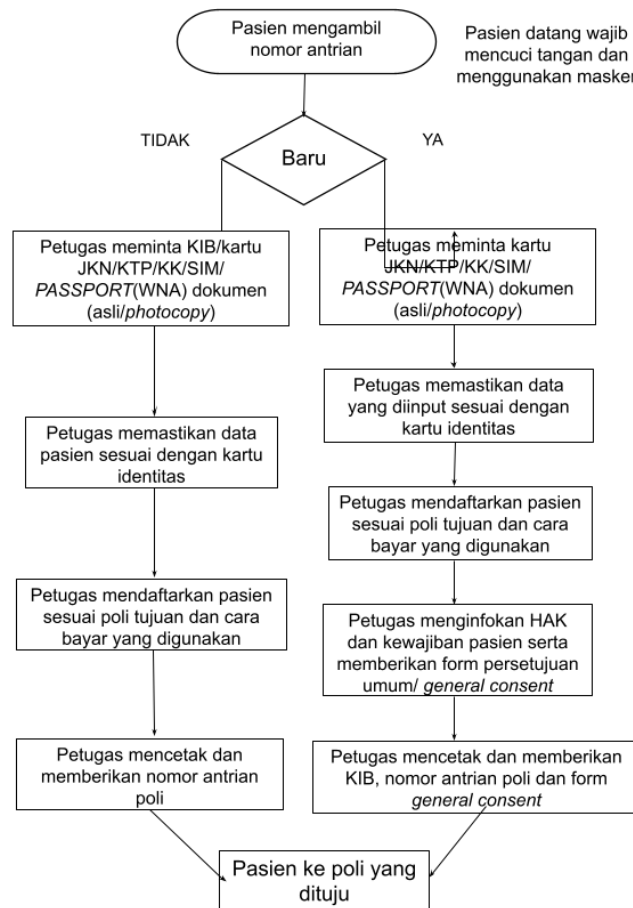 Pasien mengambil
nomor antrian
Pasien datang wajib
mencuci tangan dan
menggunakan masker
TIDAK
YA
Baru
Petugas meminta KIB/kartu
JKN/KTP/KK/SIM/
PASSPORT(WNA) dokumen
(asli/photocopy)
Petugas memastikan data
pasien sesuai dengan kartu
identitas
Petugas mendaftarkan pasien
sesuai poli tujuan dan cara
bayar yang digunakan
Petugas mencetak dan
memberikan nomor antrian
poli
Petugas meminta kartu
JKN/KTP/KK/SIM/
PASSPORT(WNA) dokumen
(asli/photocopy)
Petugas memastikan data
yang diinput sesuai dengan
kartu identitas
Petugas mendaftarkan pasien
sesuai poli tujuan dan cara
bayar yang digunakan
Petugas menginfokan HAK
dan kewajiban pasien serta
memberikan form persetujuan
umum/ general consent
Petugas mencetak dan memberikan
KIB, nomor antrian poli dan form
general consent
Pasien ke poli yang
dituju